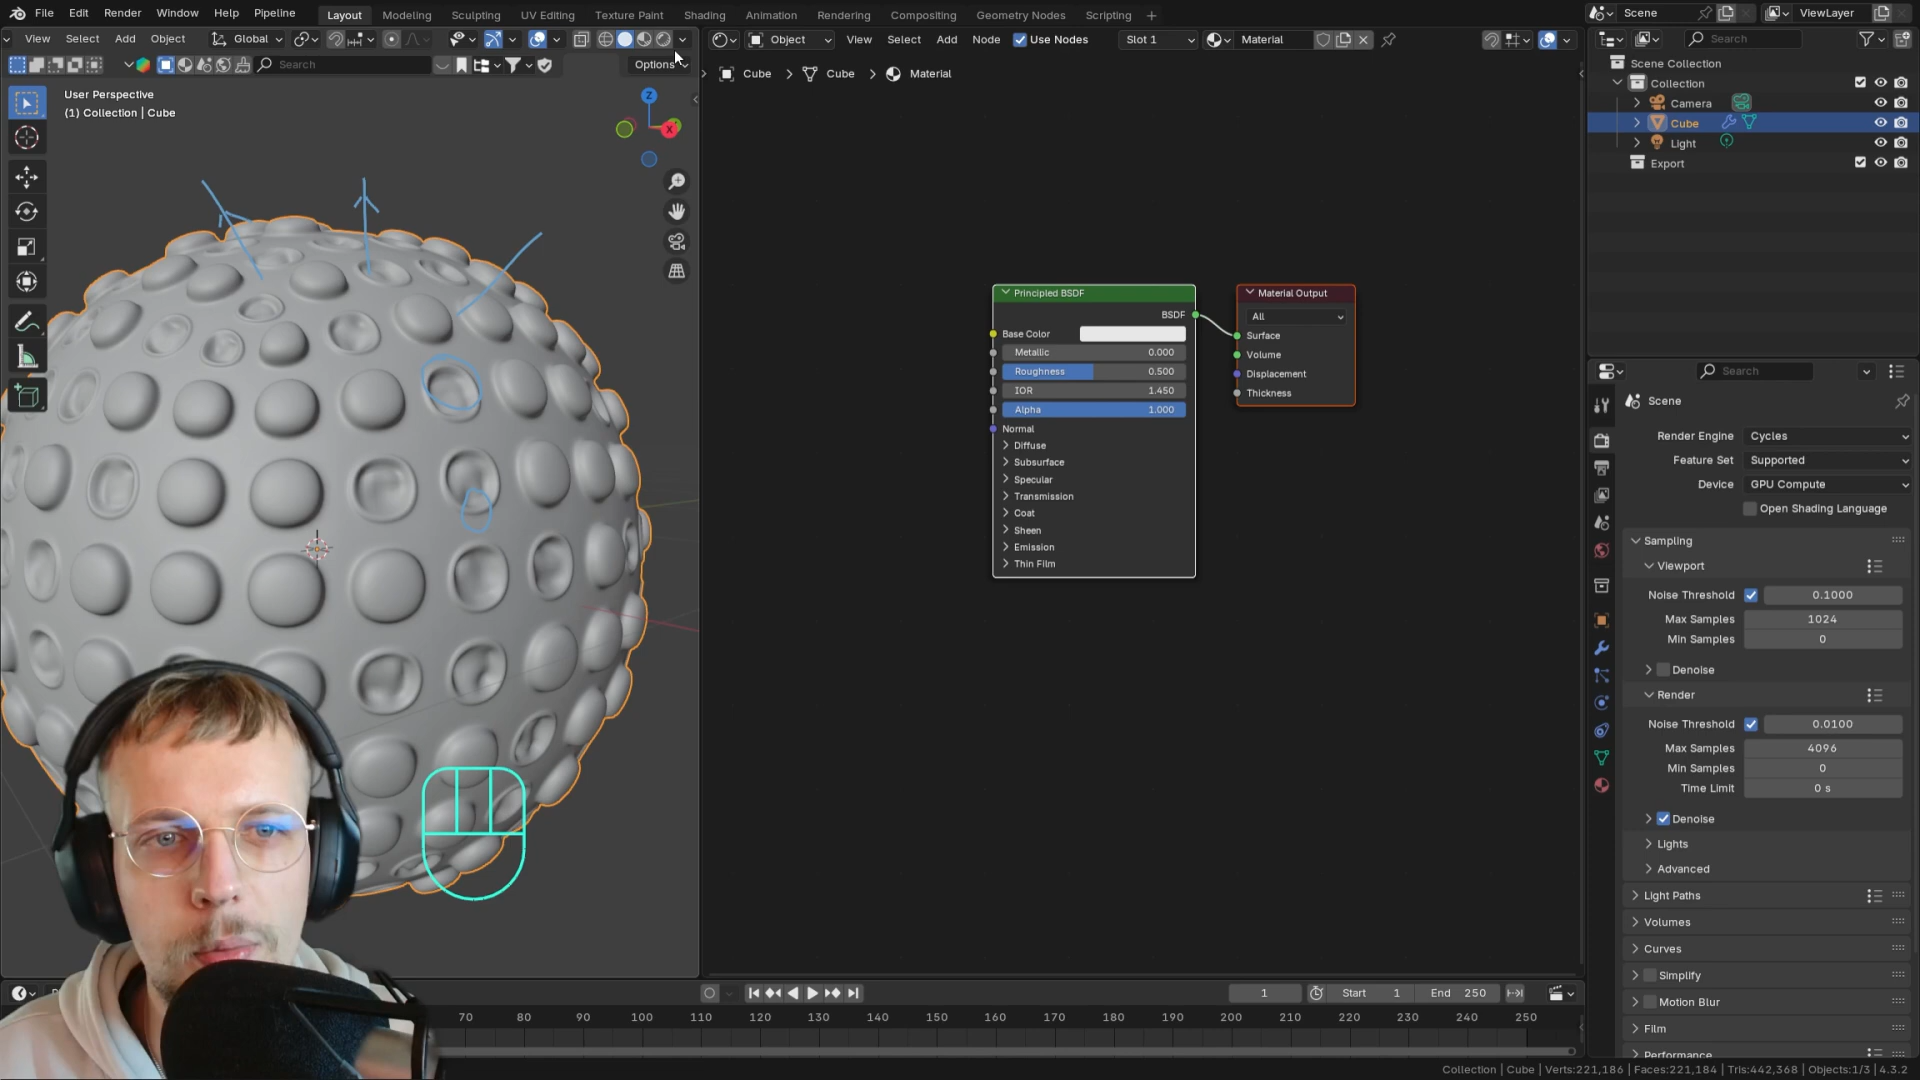 File Edit Render Window Help Pipeline
Layout Modeling Sculpting UV Editing Texture Paint Shading Animation Rendering Compositing Geometry Nodes Scripting
Scene
ViewLayer
View Select Add Object Global
Object View Select Add Node Use Nodes Slot 1 Material
Search
Search
Options
User Perspective
(1) Collection | Cube
Z
X
Cube
Cube
Material
Principled BSDF
BSDF
Base Color
Metallic 0.000
Roughness 0.500
IOR 1.450
Alpha 1.000
Normal
Diffuse
Subsurface
Specular
Transmission
Coat
Sheen
Emission
Thin Film
Material Output
All
Surface
Volume
Displacement
Thickness
Scene Collection
Collection
Camera
Cube
Light
Export
Search
Scene
Render Engine Cycles
Feature Set Supported
Device GPU Compute
Open Shading Language
Sampling
Viewport
Noise Threshold 0.1000
Max Samples 1024
Min Samples 0
Denoise
Render
Noise Threshold 0.0100
Max Samples 4096
Min Samples 0
Time Limit 0 s
Denoise
Lights
Advanced
Light Paths
Volumes
Curves
Simplify
Motion Blur
Film
Performance
1 Start 1 End 250
70 80 90 100 110 120 130 140 150 160 170 180 190 200 210 220 230 240 250
Collection | Cube | Verts:221,186 | Faces:221,184 | Tris:442,368 | Objects:1/3 | 4.3.2